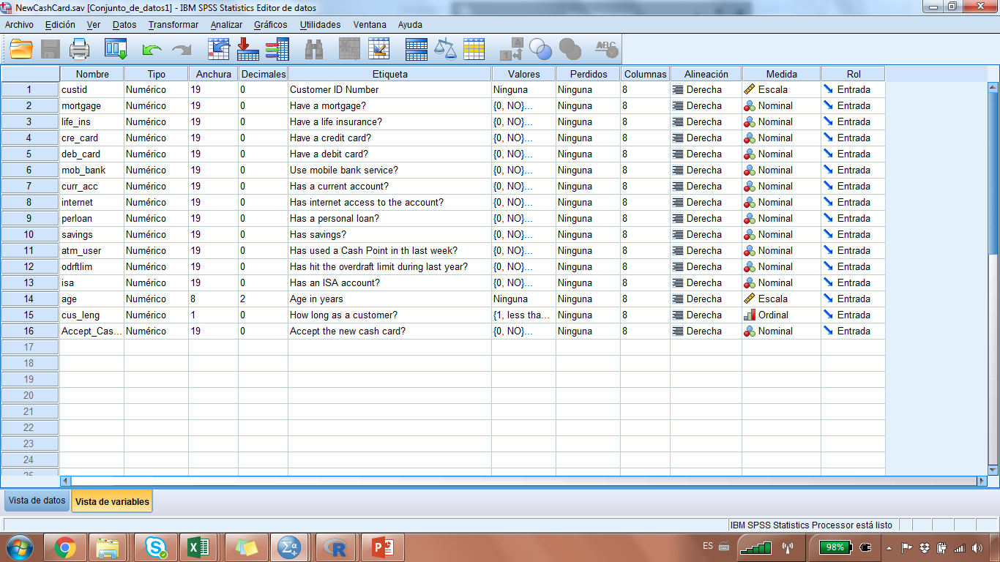 NewCashCard.sav [Conjunto_de_datos1] - IBM SPSS Statistics Editor de datos
Archivo Edición Ver Datos Transformar Analizar Gráficos Utilidades Ventana Ayuda
Nombre Tipo Anchura Decimales Etiqueta Valores Perdidos Columnas Alineación Medida Rol
1 custid Numérico 19 0 Customer ID Number Ninguna Ninguna 8 Derecha Escala Entrada
2 mortgage Numérico 19 0 Have a mortgage? {0, NO}... Ninguna 8 Derecha Nominal Entrada
3 life_ins Numérico 19 0 Have a life insurance? {0, NO}... Ninguna 8 Derecha Nominal Entrada
4 cre_card Numérico 19 0 Have a credit card? {0, NO}... Ninguna 8 Derecha Nominal Entrada
5 deb_card Numérico 19 0 Have a debit card? {0, NO}... Ninguna 8 Derecha Nominal Entrada
6 mob_bank Numérico 19 0 Use mobile bank service? {0, NO}... Ninguna 8 Derecha Nominal Entrada
7 curr_acc Numérico 19 0 Has a current account? {0, NO}... Ninguna 8 Derecha Nominal Entrada
8 internet Numérico 19 0 Has internet access to the account? {0, NO}... Ninguna 8 Derecha Nominal Entrada
9 perloan Numérico 19 0 Has a personal loan? {0, NO}... Ninguna 8 Derecha Nominal Entrada
10 savings Numérico 19 0 Has savings? {0, NO}... Ninguna 8 Derecha Nominal Entrada
11 atm_user Numérico 19 0 Has used a Cash Point in th last week? {0, NO}... Ninguna 8 Derecha Nominal Entrada
12 odrftlim Numérico 19 0 Has hit the overdraft limit during last year? {0, NO}... Ninguna 8 Derecha Nominal Entrada
13 isa Numérico 19 0 Has an ISA account? {0, NO}... Ninguna 8 Derecha Nominal Entrada
14 age Numérico 8 2 Age in years Ninguna Ninguna 8 Derecha Escala Entrada
15 cus_leng Numérico 1 0 How long as a customer? {1, less tha... Ninguna 8 Derecha Ordinal Entrada
16 Accept_Cas... Numérico 19 0 Accept the new cash card? {0, NO}... Ninguna 8 Derecha Nominal Entrada
17
18
19
20
21
22
23
24
25
Vista de datos Vista de variables
IBM SPSS Statistics Processor está listo
ES 98%